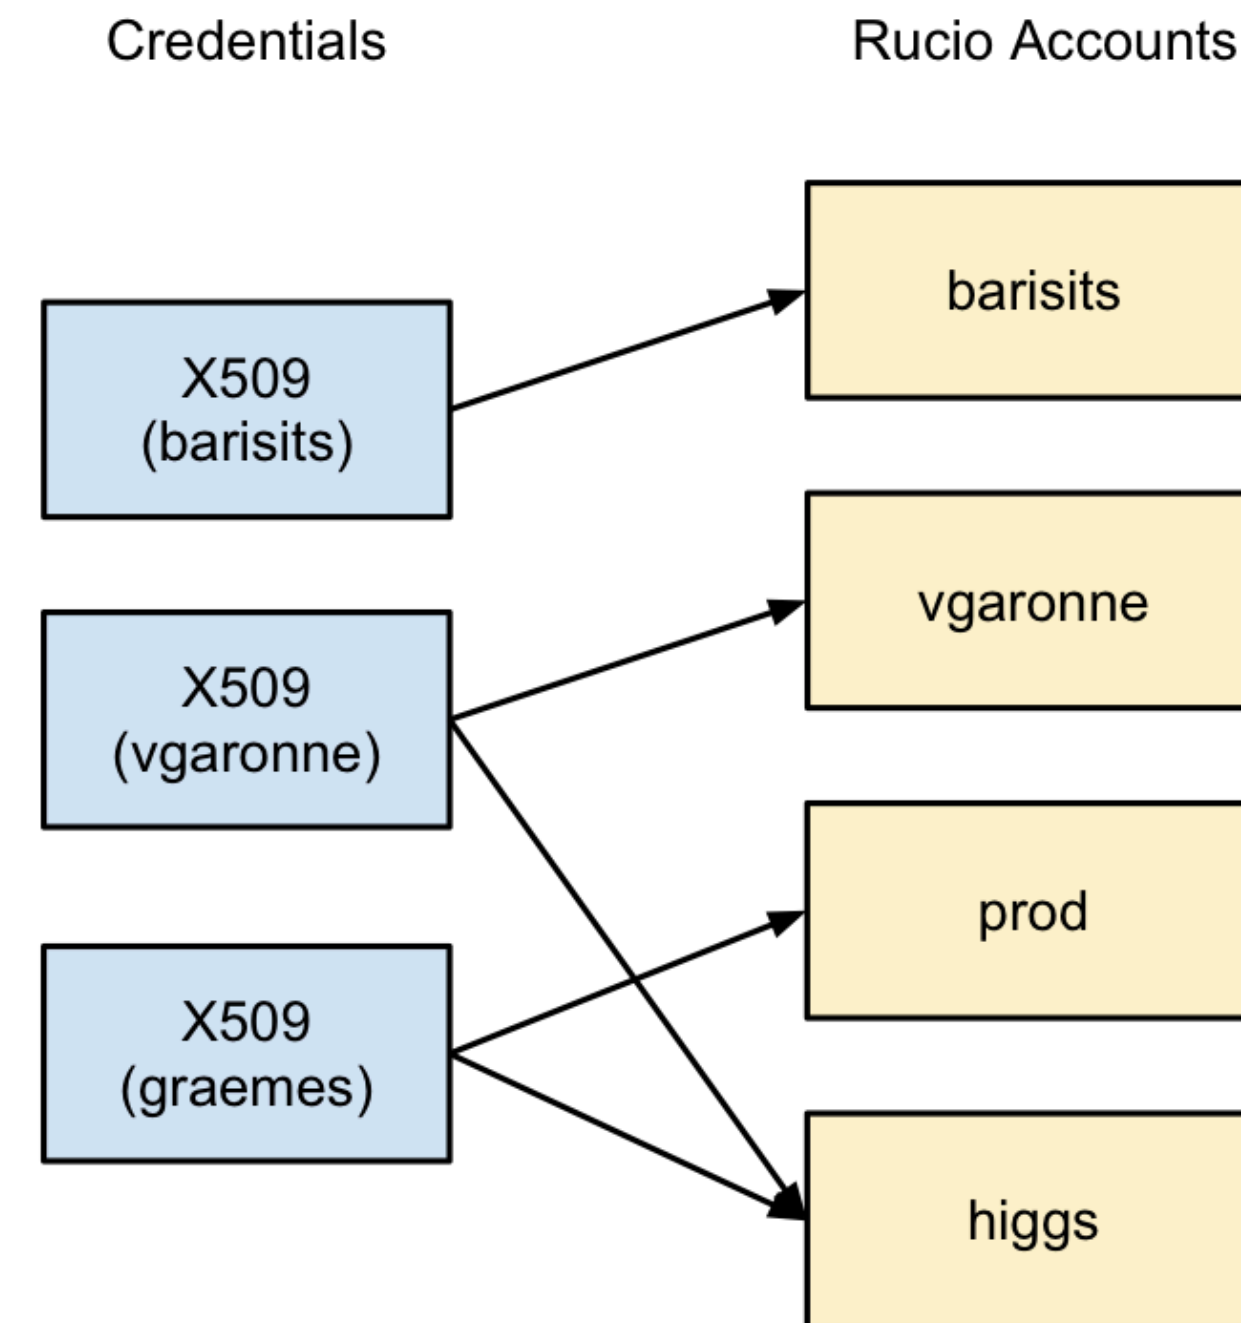 Credentials
Rucio Accounts
X509
(barisits)
X509
(vgaronne)
X509
(graemes)
barisits
vgaronne
prod
higgs